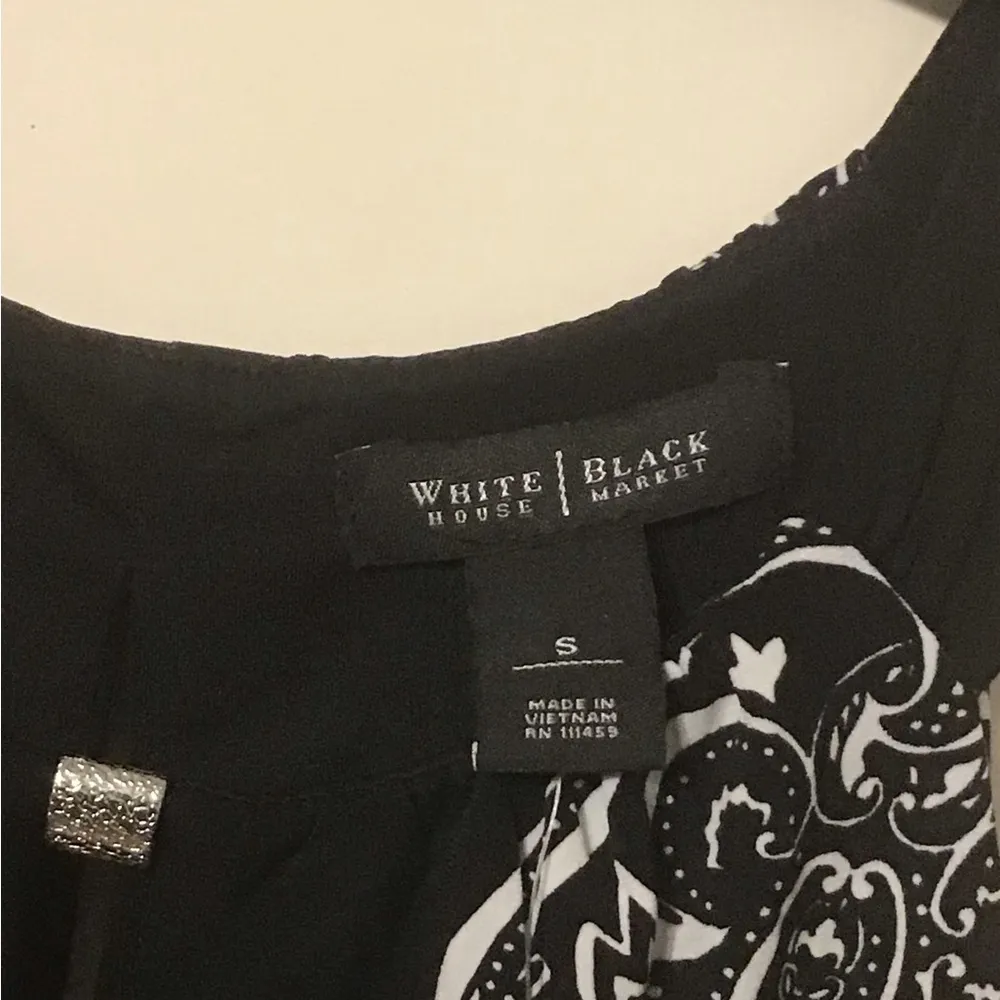 WHITE | BLACK
HOUSE | MARKET
S
MADE IN
VIETNAM
RN 111459